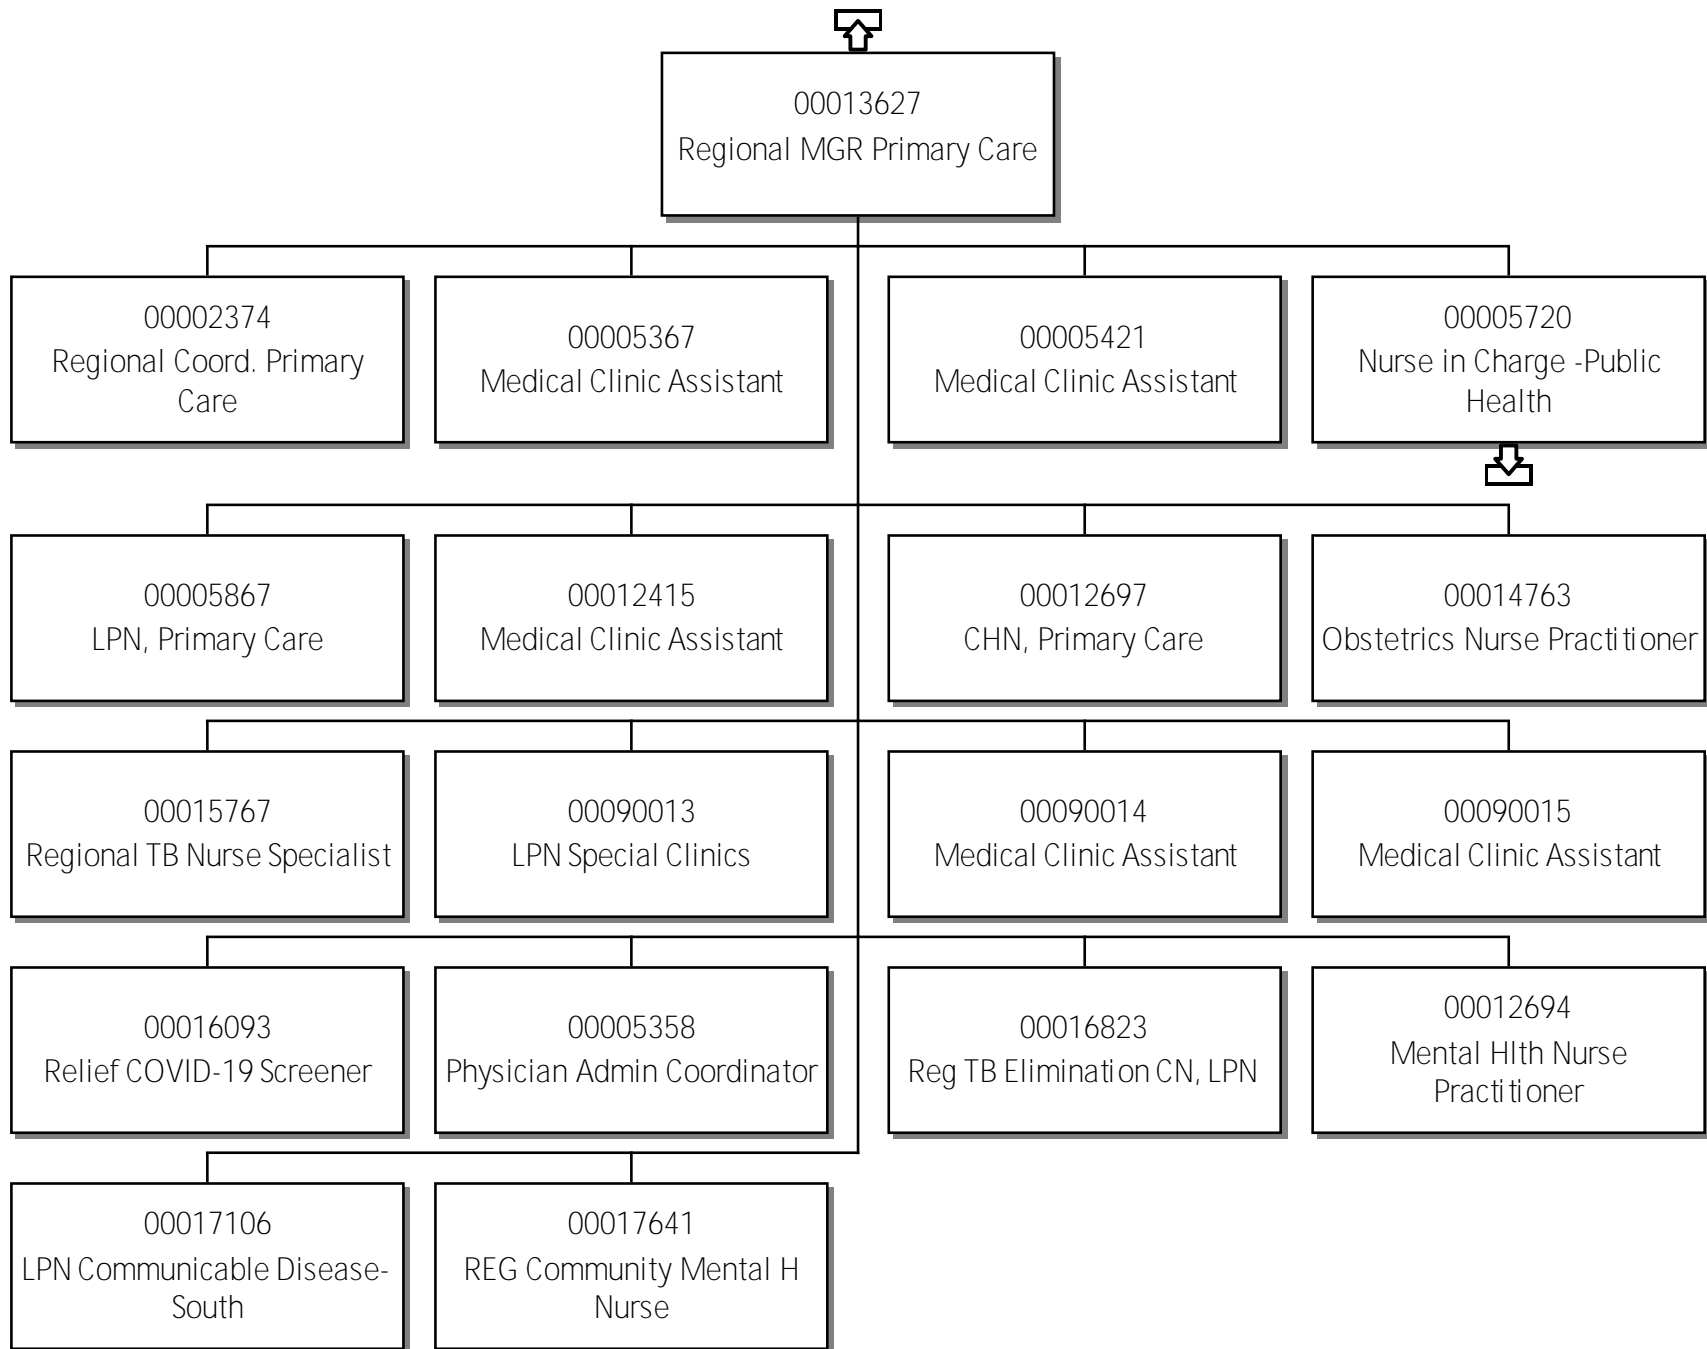 00013627
Regional MGR Primary Care
00002374
Regional Coord. Primary
Care
00005367
Medical Clinic Assistant
00005421
Medical Clinic Assistant
00005720
Nurse in Charge -Public
Health
00005867
LPN, Primary Care
00012415
Medical Clinic Assistant
00012697
CHN, Primary Care
00014763
Obstetrics Nurse Practitioner
00015767
Regional TB Nurse Specialist
00090013
LPN Special Clinics
00090014
Medical Clinic Assistant
00090015
Medical Clinic Assistant
00016093
Relief COVID-19 Screener
00005358
Physician Admin Coordinator
00016823
Reg TB Elimination CN, LPN
00012694
Mental Hlth Nurse
Practitioner
00017106
LPN Communicable Disease-
South
00017641
REG Community Mental H
Nurse